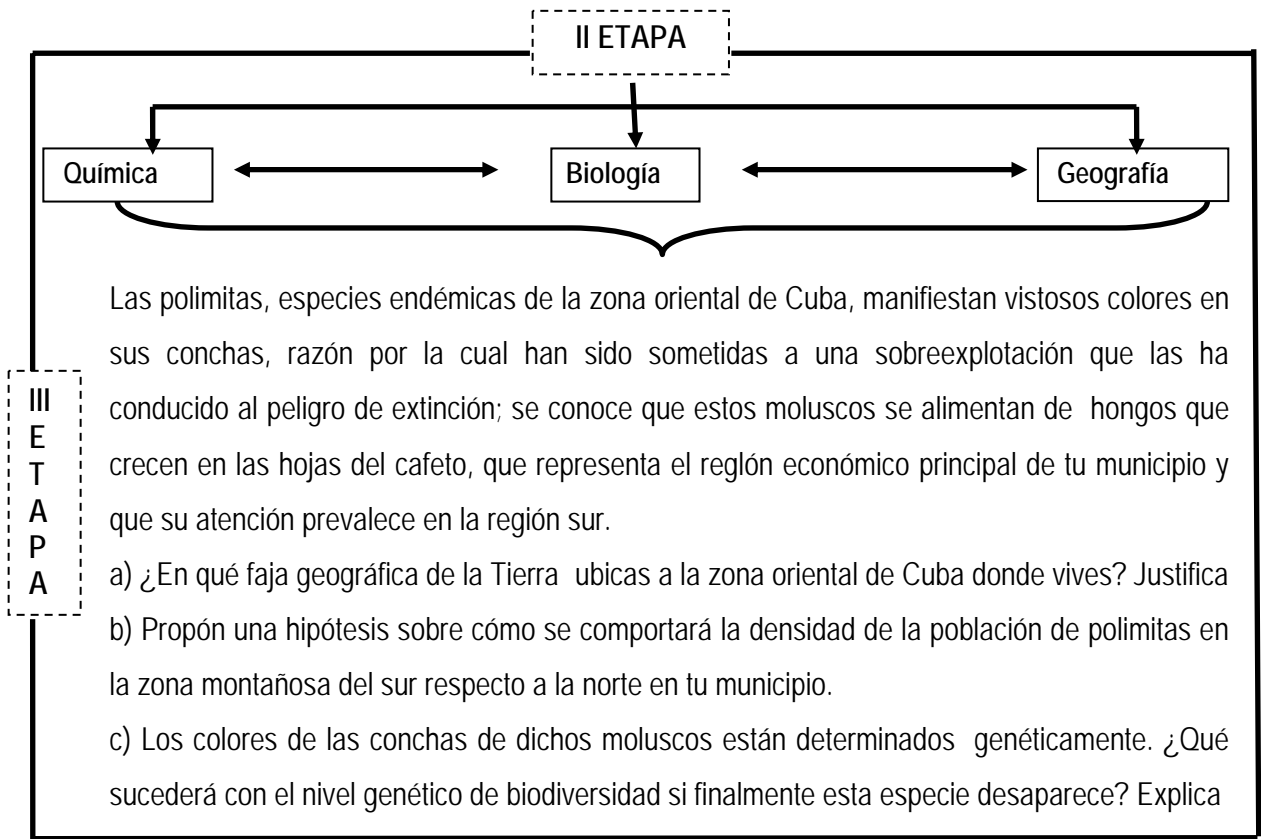 II ETAPA
Química
Biología
Geografía
Las polimitas, especies endémicas de la zona oriental de Cuba, manifiestan vistosos colores en
sus conchas, razón por la cual han sido sometidas a una sobreexplotación que las ha
conducido al peligro de extinción; se conoce que estos moluscos se alimentan de hongos que
crecen en las hojas del cafeto, que representa el reglón económico principal de tu municipio y
que su atención prevalece en la región sur.
a) ¿En qué faja geográfica de la Tierra ubicas a la zona oriental de Cuba donde vives? Justifica
b) Propón una hipótesis sobre cómo se comportará la densidad de la población de polimitas en
la zona montañosa del sur respecto a la norte en tu municipio.
c) Los colores de las conchas de dichos moluscos están determinados genéticamente. ¿Qué
sucederá con el nivel genético de biodiversidad si finalmente esta especie desaparece? Explica
III
E
T
A
P
A